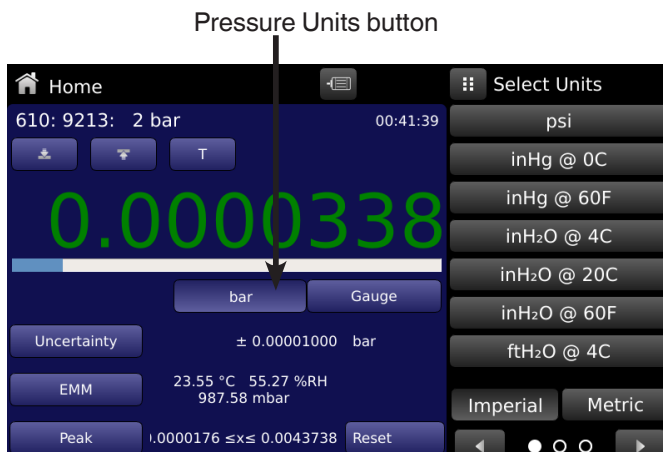 Pressure Units button
Home
Select Units
610: 9213: 2 bar
00:41:39
T
0.0000338
bar
Gauge
Uncertainty
± 0.00001000 bar
EMM
23.55 °C 55.27 %RH
987.58 mbar
Peak
.0000176 ≤x≤ 0.0043738
Reset
psi
inHg @ 0C
inHg @ 60F
inH₂O @ 4C
inH₂O @ 20C
inH₂O @ 60F
ftH₂O @ 4C
Imperial
Metric